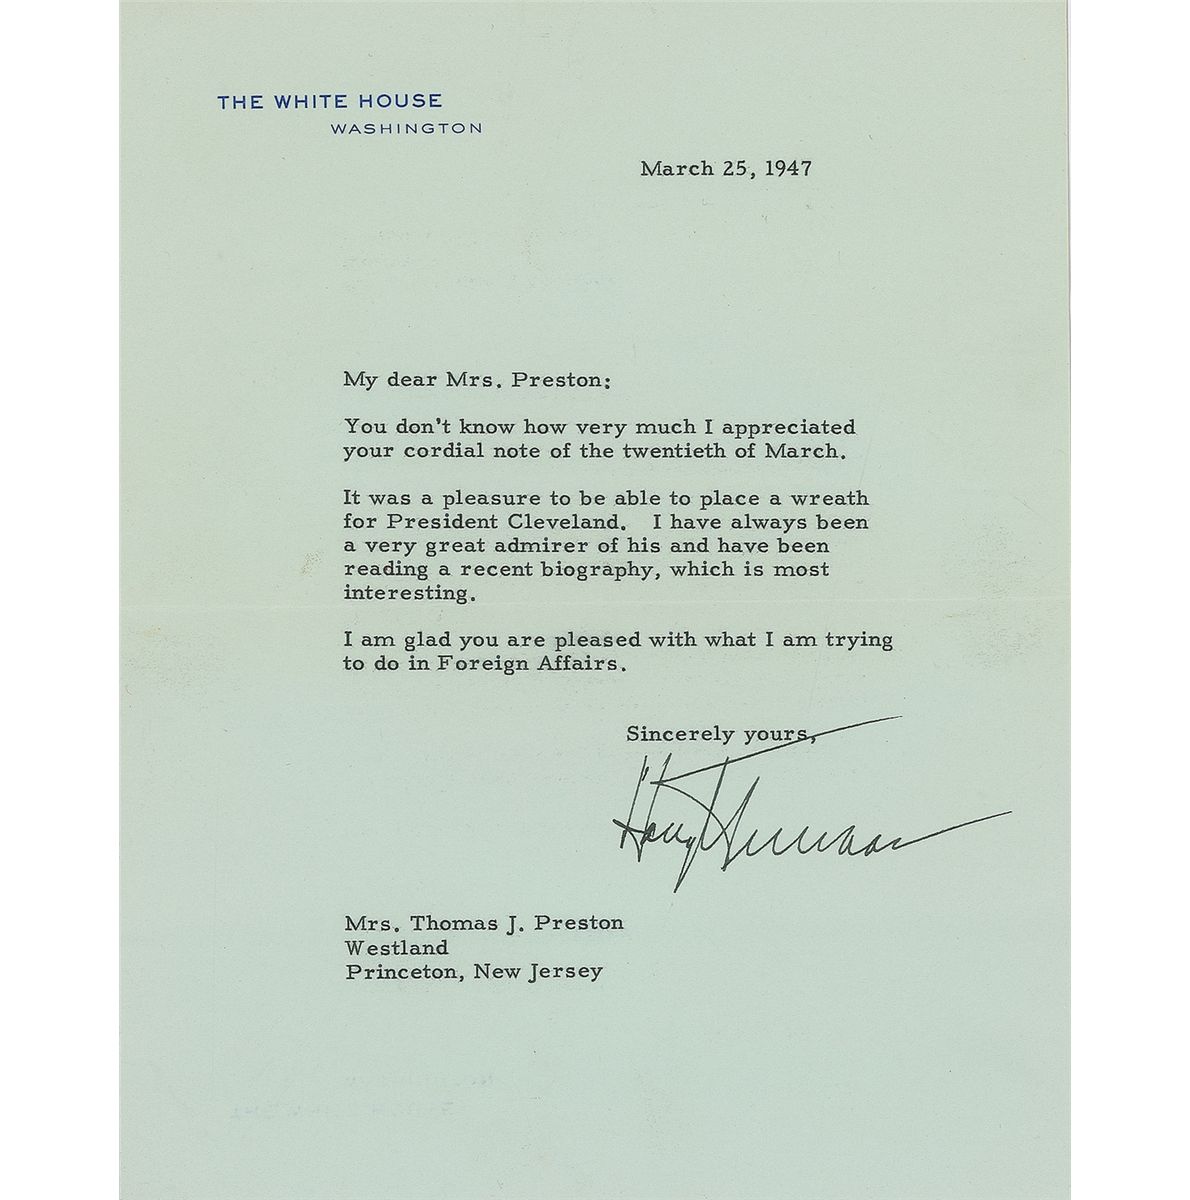 THE WHITE HOUSE
WASHINGTON
March 25, 1947
My dear Mrs. Preston:
You don't know how very much I appreciated
your cordial note of the twentieth of March.
It was a pleasure to be able to place a wreath
for President Cleveland. I have always been
a very great admirer of his and have been
reading a recent biography, which is most
interesting.
I am glad you are pleased with what I am trying
to do in Foreign Affairs.
Sincerely yours,
Harry Truman
Mrs. Thomas J. Preston
Westland
Princeton, New Jersey